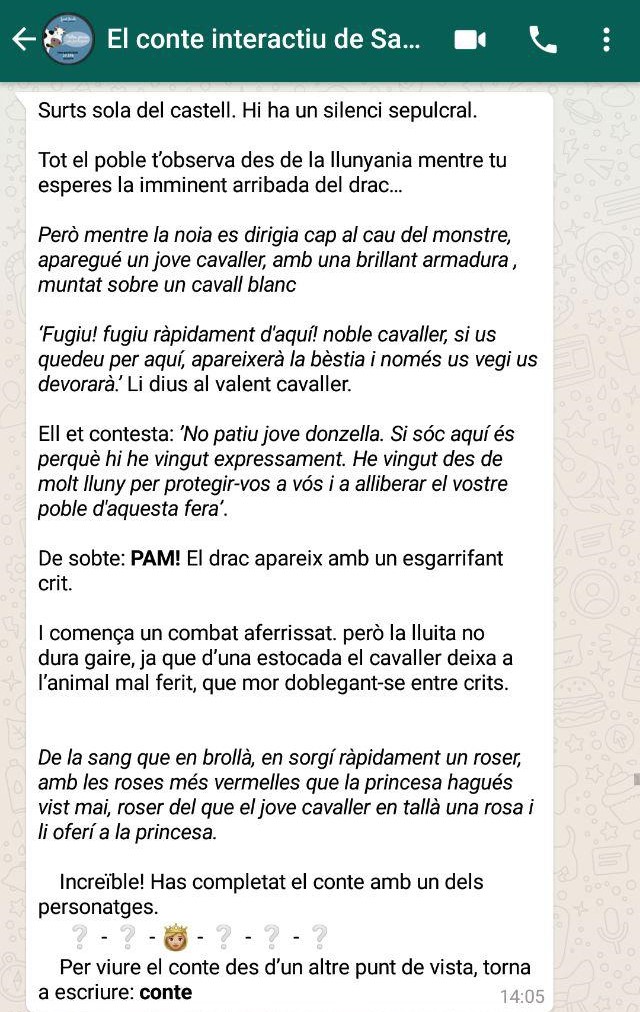 El conte interactiu de Sa...
Surts sola del castell. Hi ha un silenci sepulcral.
Tot el poble t'observa des de la llunyania mentre tu
esperes la imminent arribada del drac...
Però mentre la noia es dirigia cap al cau del monstre,
aparegué un jove cavaller, amb una brillant armadura ,
muntat sobre un cavall blanc
'Fugiu! fugiu ràpidament d'aquí! noble cavaller, si us
quedeu per aquí, apareixerà la bèstia i només us vegi us
devorarà.' Li dius al valent cavaller.
Ell et contesta: 'No patiu jove donzella. Si sóc aquí és
perquè hi he vingut expressament. He vingut des de
molt lluny per protegir-vos a vós i a alliberar el vostre
poble d'aquesta fera'.
De sobte: PAM! El drac apareix amb un esgarrifant
crit.
I comença un combat aferrissat. però la lluita no
dura gaire, ja que d'una estocada el cavaller deixa a
l'animal mal ferit, que mor doblegant-se entre crits.
De la sang que en brollà, en sorgí ràpidament un roser,
amb les roses més vermelles que la princesa hagués
vist mai, roser del que el jove cavaller en tallà una rosa i
li oferí a la princesa.
Increïble! Has completat el conte amb un dels
personatges.
❔ - ❔ - 👸🏼 - ❔ - ❔ - ❔
Per viure el conte des d'un altre punt de vista, torna
a escriure: conte
14:05